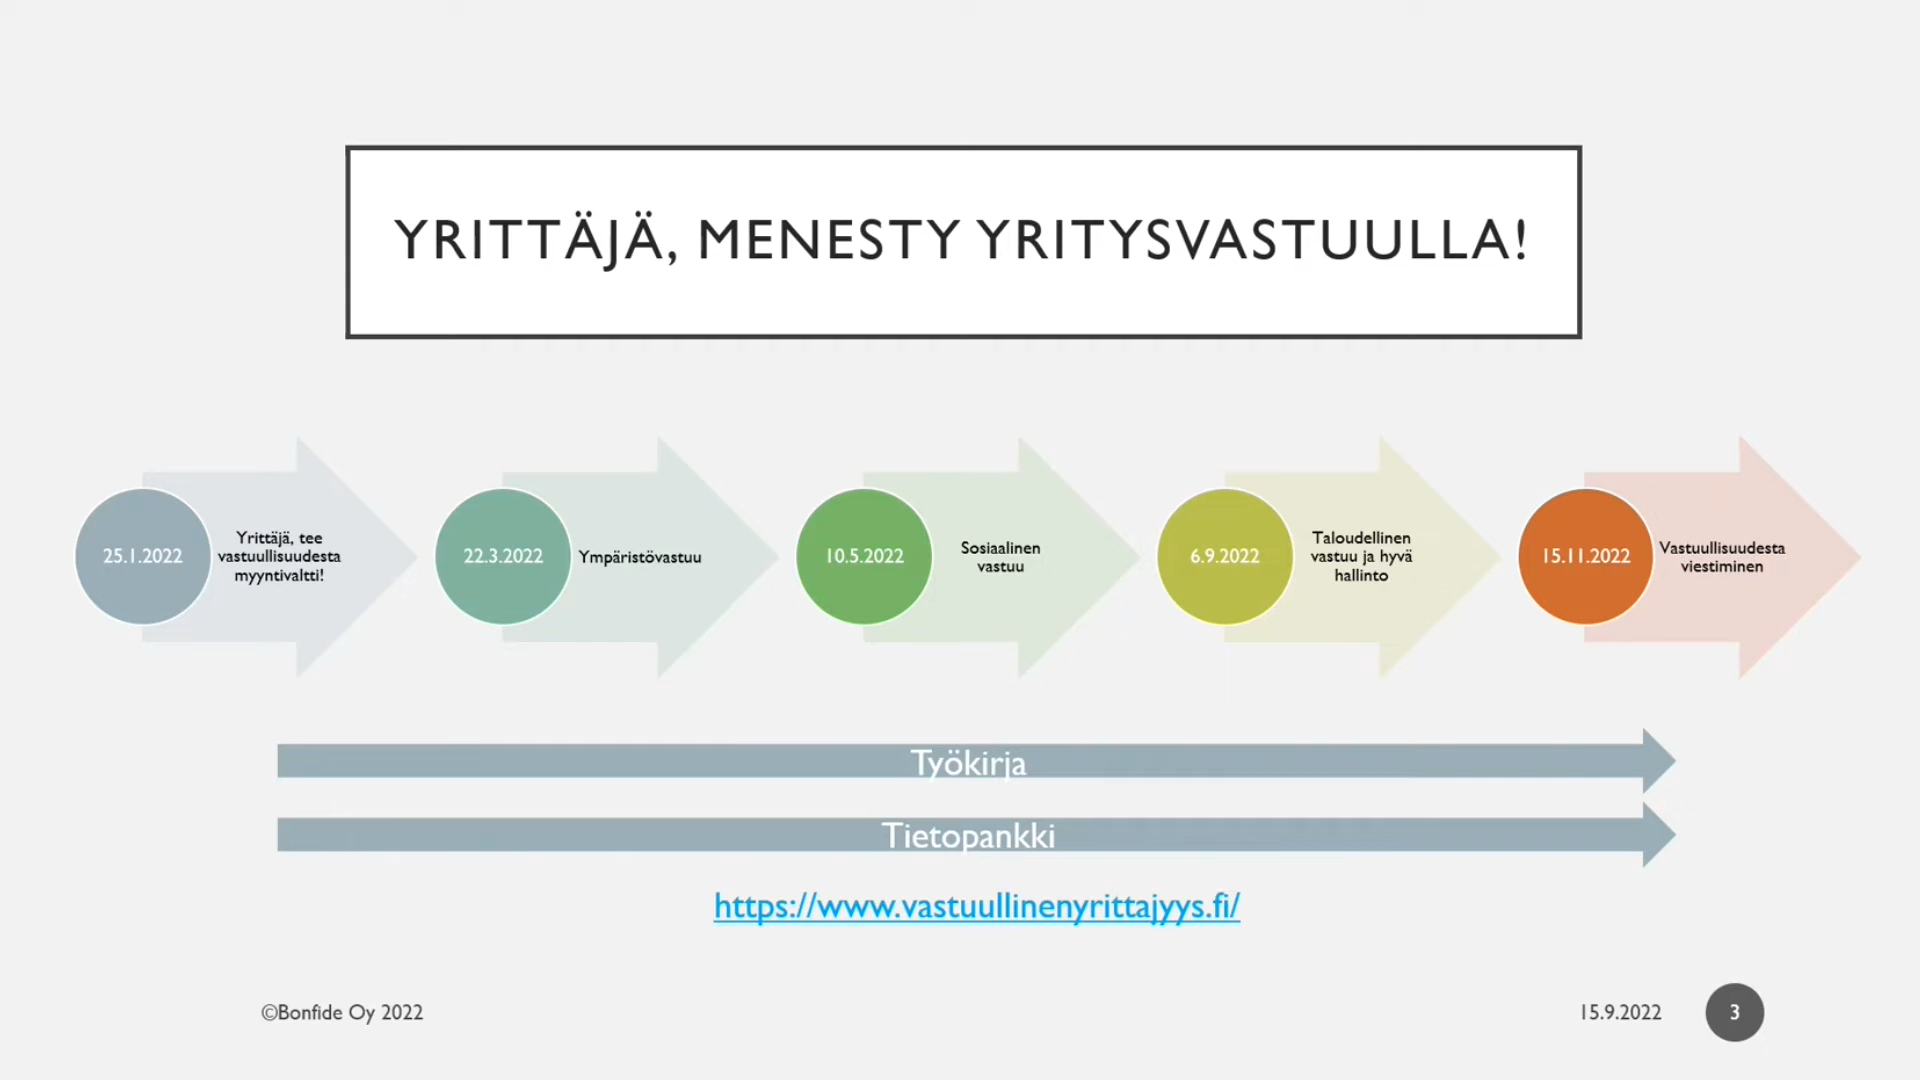 YRITTÄJÄ, MENESTY YRITYSVASTUULLA!
25.1.2022
Yrittäjä, tee
vastuullisuudesta
myyntivaltti!
22.3.2022
Ympäristövastuu
10.5.2022
Sosiaalinen
vastuu
6.9.2022
Taloudellinen
vastuu ja hyvä
hallinto
15.11.2022
Vastuullisuudesta
viestiminen
Työkirja
Tietopankki
https://www.vastuullinenyrittajyys.fi/
©Bonfide Oy 2022
15.9.2022
3